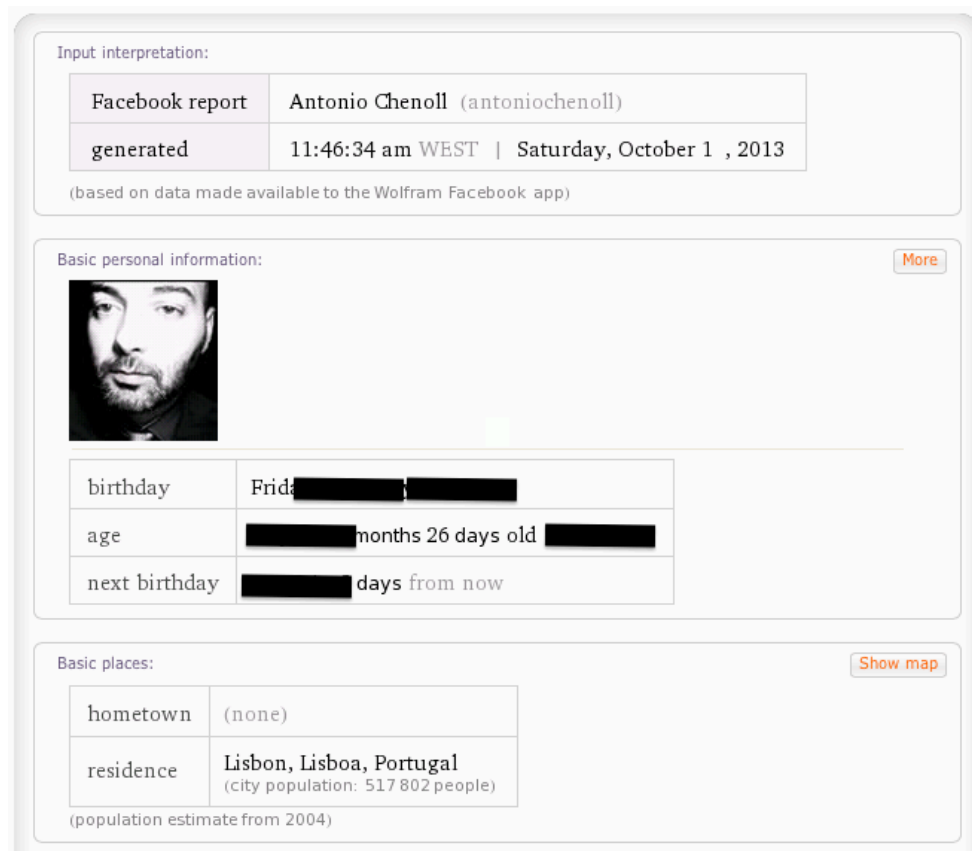 Input interpretation:
Facebook report Antonio Chenoll (antoniochenoll)
generated 11:46:34 am WEST | Saturday, October 1 , 2013
(based on data made available to the Wolfram Facebook app)
Basic personal information:
More
birthday
age months 26 days old
next birthday days from now
Basic places:
Show map
hometown (none)
residence Lisbon, Lisboa, Portugal
(city population: 517 802 people)
(population estimate from 2004)